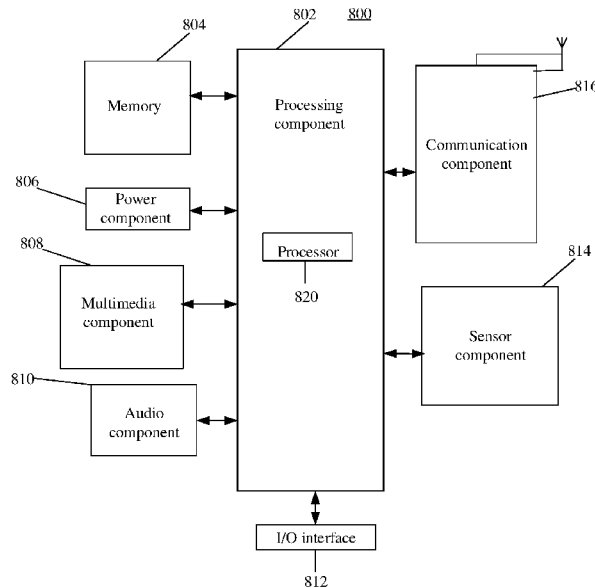 804
802
800
Memory
Processing
component
816
Communication
component
806
Power
component
808
Processor
820
814
Multimedia
component
Sensor
component
810
Audio
component
I/O interface
812